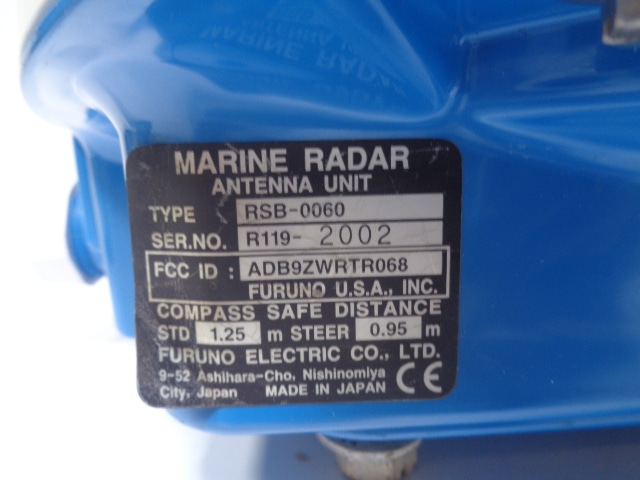 MARINE RADAR
ANTENNA UNIT
TYPE RSB-0060
SER.NO. R119- 2002
FCC ID : ADB9ZWRTR068
FURUNO U.S.A., INC.
COMPASS SAFE DISTANCE
STD 1.25 m STEER 0.95 m
FURUNO ELECTRIC CO., LTD.
9-52 Ashihara-Cho, Nishinomiya
City, Japan MADE IN JAPAN CE